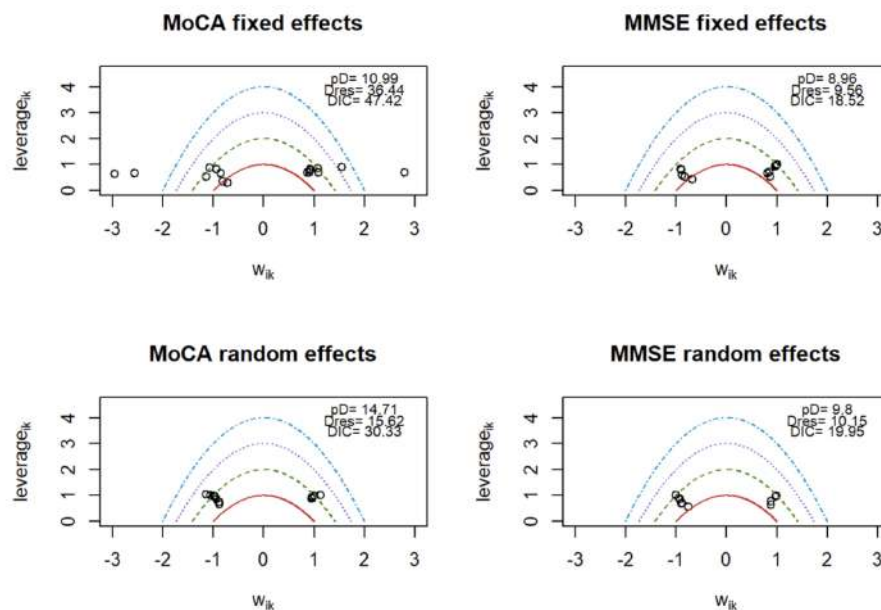 MoCA fixed effects
pD= 10.99
Dres= 36.44
DIC= 47.42
leverage_ik
4
3
2
1
0
-3 -2 -1 0 1 2 3
w_ik
MMSE fixed effects
pD= 8.96
Dres= 9.56
DIC= 18.52
leverage_ik
4
3
2
1
0
-3 -2 -1 0 1 2 3
w_ik
MoCA random effects
pD= 14.71
Dres= 15.62
DIC= 30.33
leverage_ik
4
3
2
1
0
-3 -2 -1 0 1 2 3
w_ik
MMSE random effects
pD= 9.8
Dres= 10.15
DIC= 19.95
leverage_ik
4
3
2
1
0
-3 -2 -1 0 1 2 3
w_ik